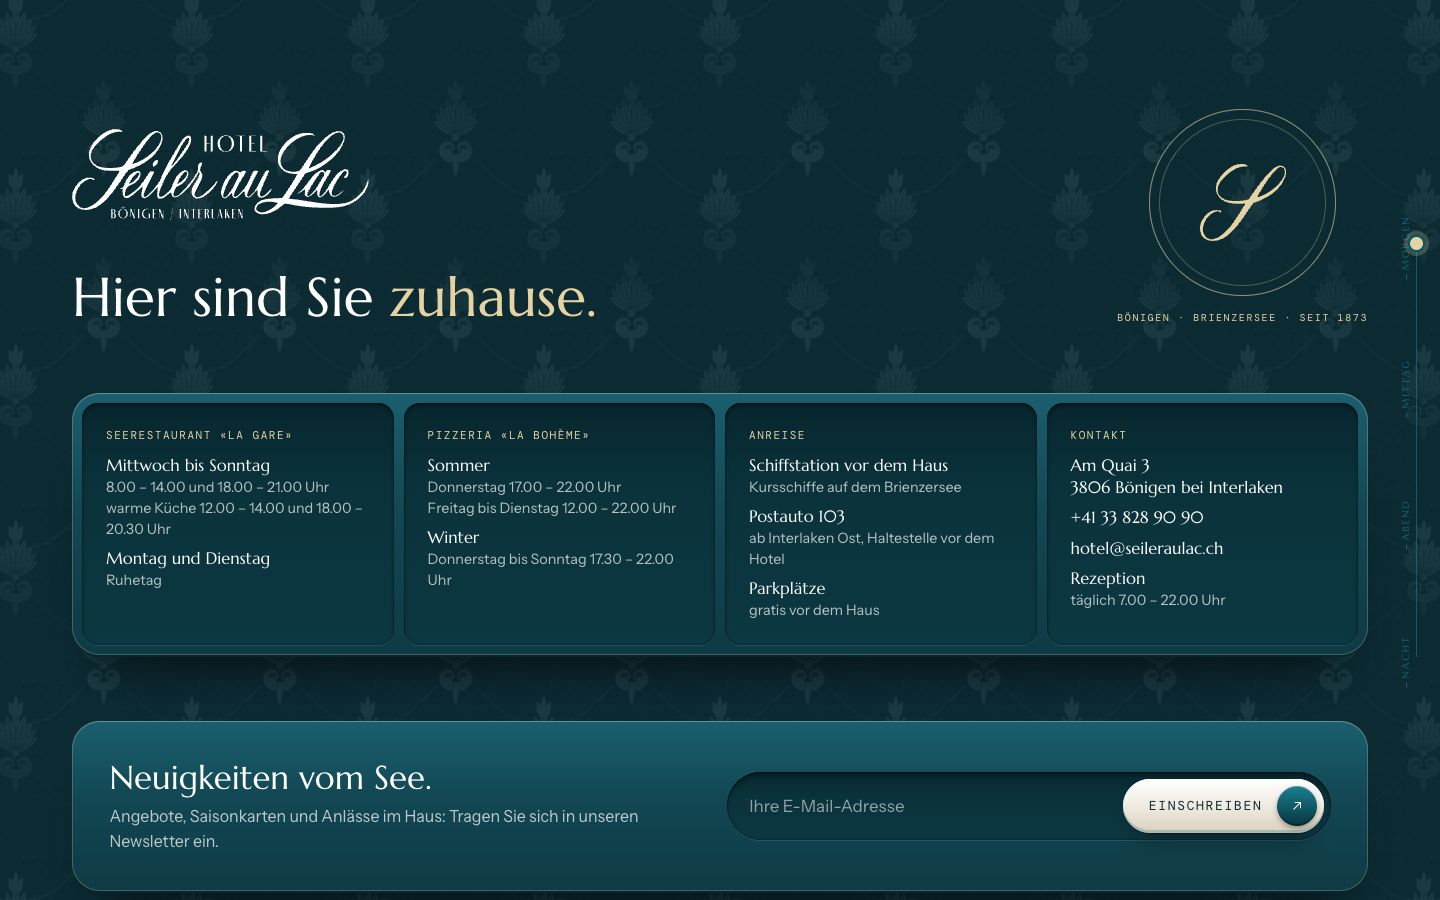 HOTEL
Seiler au Lac
BÖNIGEN / INTERLAKEN
S
Hier sind Sie zuhause.
BÖNIGEN · BRIENZERSEE · SEIT 1873
SEERESTAURANT «LA GARE»
Mittwoch bis Sonntag
8.00 – 14.00 und 18.00 – 21.00 Uhr
warme Küche 12.00 – 14.00 und 18.00 –
20.30 Uhr
Montag und Dienstag
Ruhetag
PIZZERIA «LA BOHÈME»
Sommer
Donnerstag 17.00 – 22.00 Uhr
Freitag bis Dienstag 12.00 – 22.00 Uhr
Winter
Donnerstag bis Sonntag 17.30 – 22.00
Uhr
ANREISE
Schiffstation vor dem Haus
Kursschiffe auf dem Brienzersee
Postauto 103
ab Interlaken Ost, Haltestelle vor dem
Hotel
Parkplätze
gratis vor dem Haus
KONTAKT
Am Quai 3
3806 Bönigen bei Interlaken
+41 33 828 90 90
hotel@seileraulac.ch
Rezeption
täglich 7.00 – 22.00 Uhr
Neuigkeiten vom See.
Angebote, Saisonkarten und Anlässe im Haus: Tragen Sie sich in unseren
Newsletter ein.
Ihre E-Mail-Adresse
EINSCHREIBEN
MORGEN
MITTAG
ABEND
NACHT